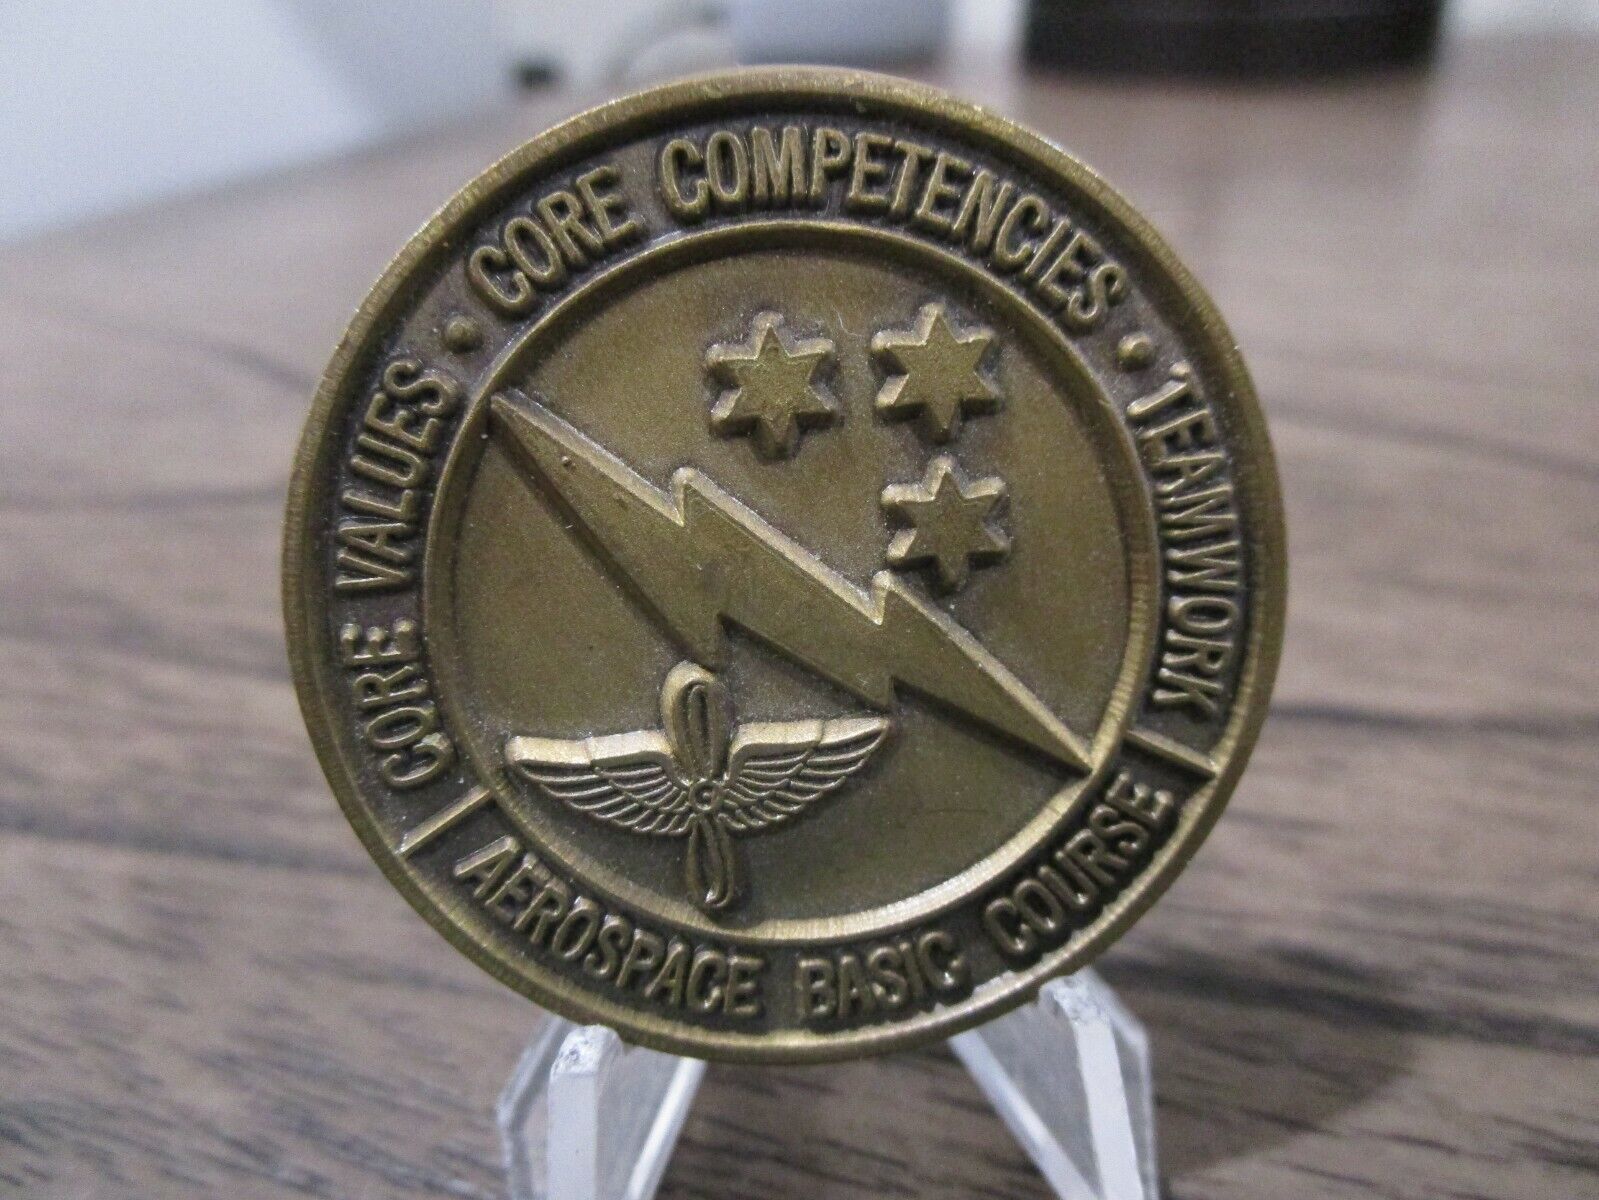 CORE VALUES • CORE COMPETENCIES • TEAMWORK
AEROSPACE BASIC COURSE